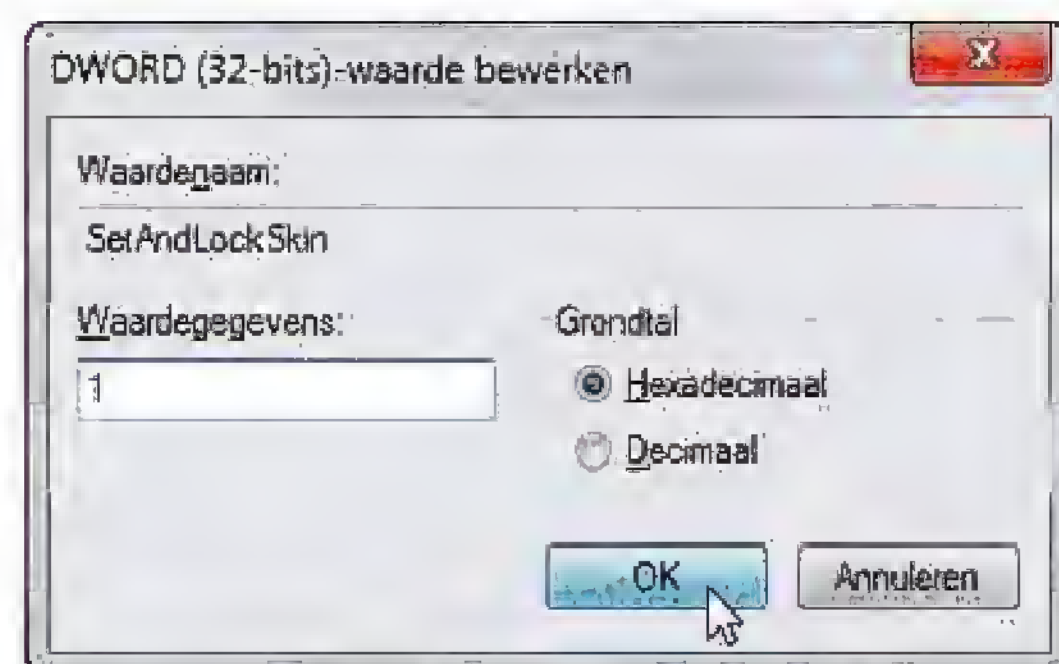 DWORD (32-bits)-waarde bewerken
X
Waardenaam:
SetAndLockSkin
Waardegegevens:
1
Grondtal
Hexadecimaal
Decimaal
OK
Annuleren